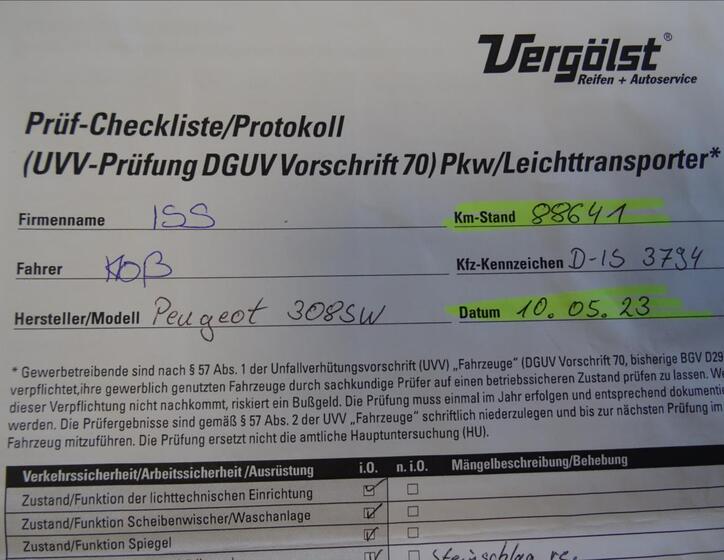 Vergölst®
Reifen + Autoservice
Prüf-Checkliste/Protokoll
(UVV-Prüfung DGUV Vorschrift 70) Pkw/Leichttransporter*
Firmenname ISS Km-Stand 88641
Fahrer Koß Kfz-Kennzeichen D-IS 3794
Hersteller/Modell Peugeot 308SW Datum 10.05.23
* Gewerbetreibende sind nach § 57 Abs. 1 der Unfallverhütungsvorschrift (UVV) „Fahrzeuge“ (DGUV Vorschrift 70, bisherige BGV D29
verpflichtet,ihre gewerblich genutzten Fahrzeuge durch sachkundige Prüfer auf einen betriebssicheren Zustand prüfen zu lassen. We
dieser Verpflichtung nicht nachkommt, riskiert ein Bußgeld. Die Prüfung muss einmal im Jahr erfolgen und entsprechend dokumenti
werden. Die Prüfergebnisse sind gemäß § 57 Abs. 2 der UVV „Fahrzeuge“ schriftlich niederzulegen und bis zur nächsten Prüfung im
Fahrzeug mitzuführen. Die Prüfung ersetzt nicht die amtliche Hauptuntersuchung (HU).
Verkehrssicherheit/Arbeitssicherheit/Ausrüstung i.O. n. i.O. Mängelbeschreibung/Behebung
Zustand/Funktion der lichttechnischen Einrichtung
Zustand/Funktion Scheibenwischer/Waschanlage
Zustand/Funktion Spiegel
Steinschlag re.